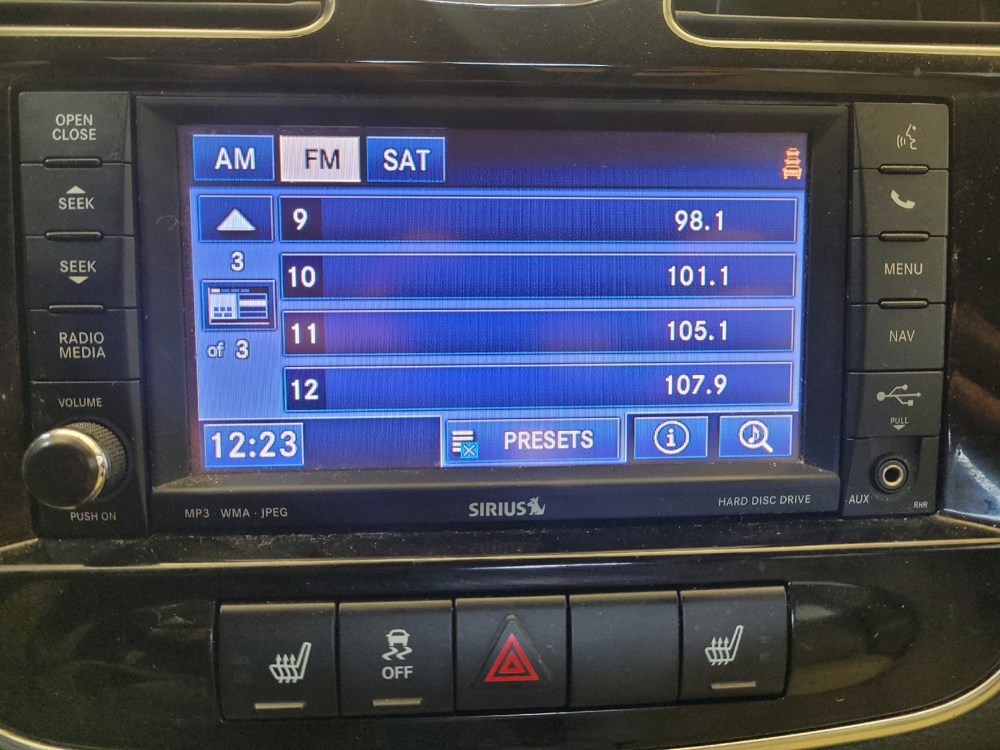 OPEN
CLOSE
SEEK
SEEK
RADIO
MEDIA
VOLUME
PUSH ON
AM FM SAT
3
of 3
9 98.1
10 101.1
11 105.1
12 107.9
12:23 PRESETS i
MP3 WMA · JPEG SIRIUS HARD DISC DRIVE
MENU
NAV
PULL
AUX RHR
OFF